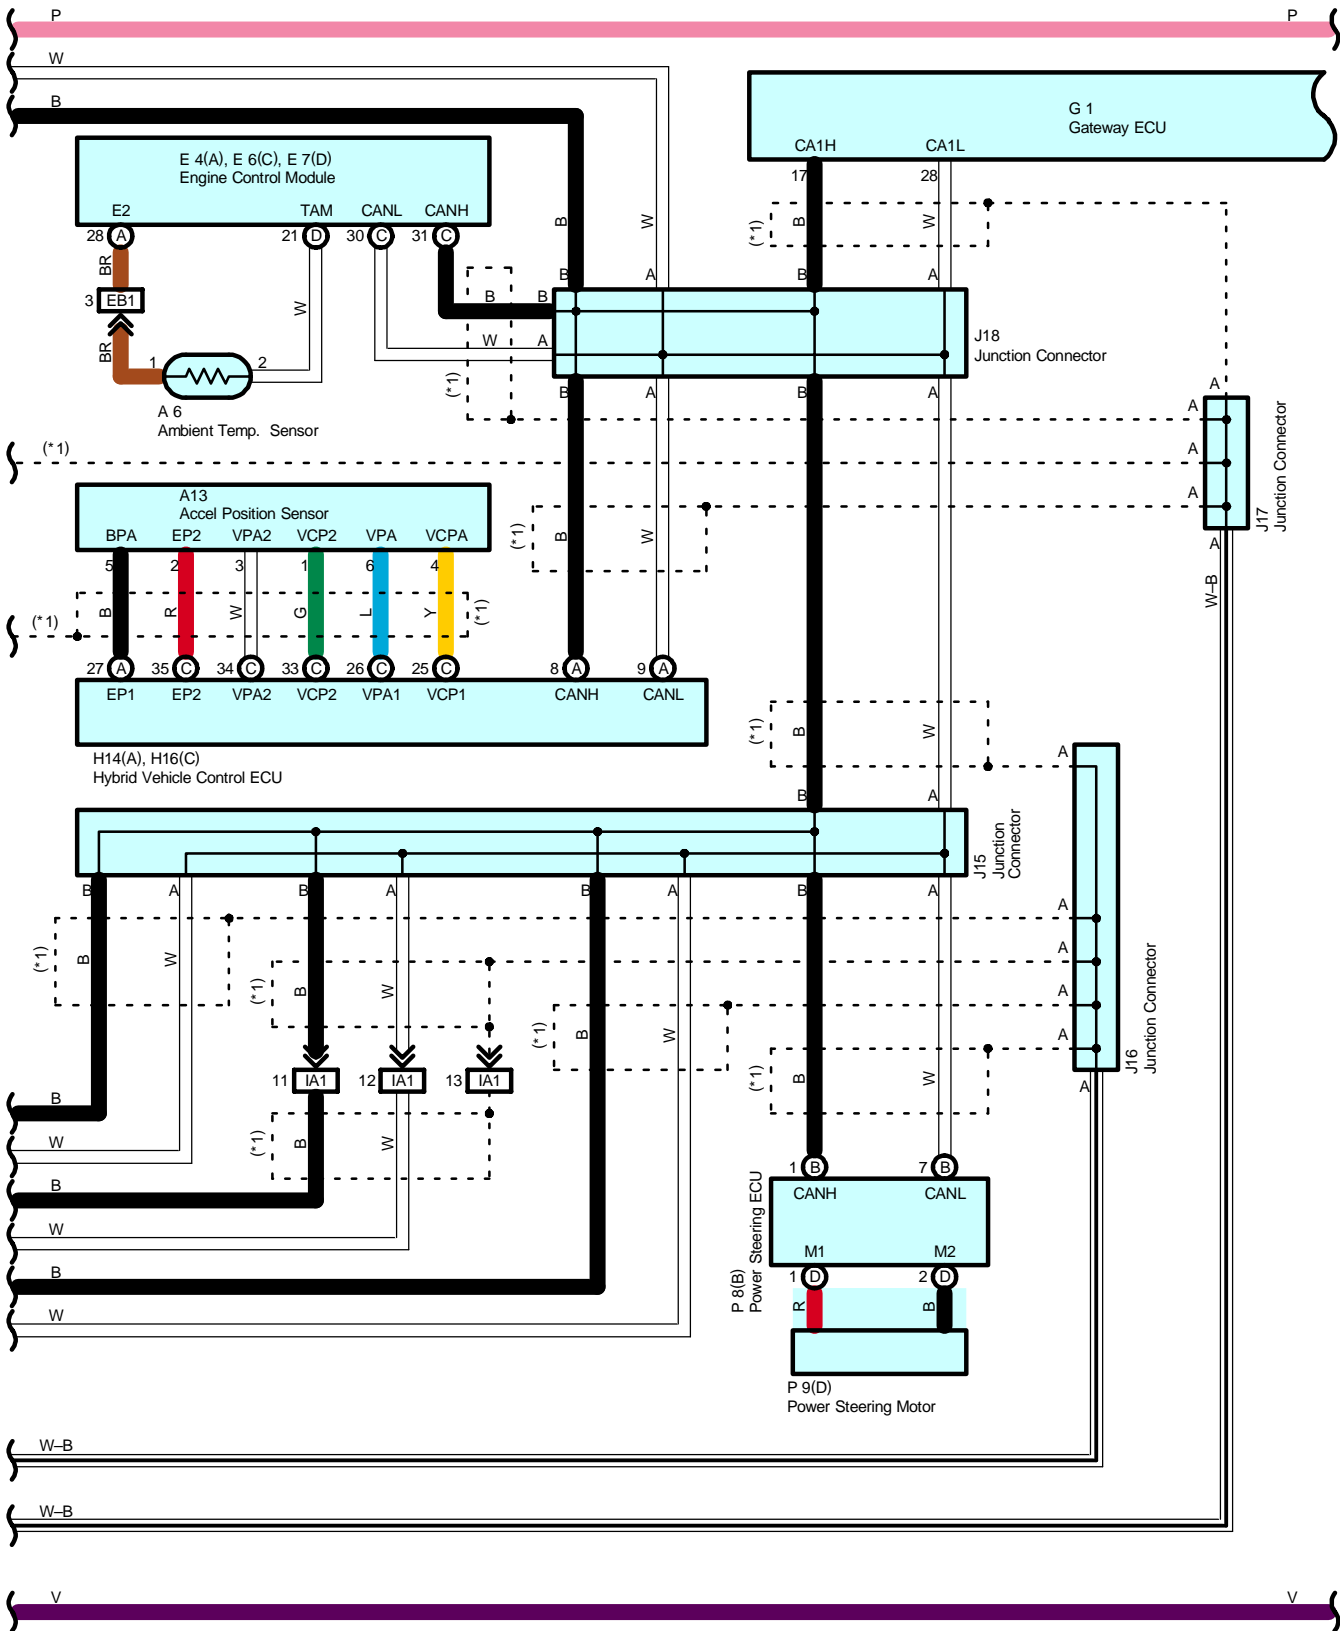 P P
W
B
G 1
Gateway ECU
CA1H CA1L
17 28
E 4(A), E 6(C), E 7(D)
Engine Control Module
E2 TAM CANL CANH
28 A 21 D 30 C 31 C
BR
3 EB1
BR
W
1 2
A 6
Ambient Temp. Sensor
B W
(*1) B W
B A B A
B B
W A
(*1)
B A B A
J18
Junction Connector
A
A
A
A
J17
Junction Connector
A
W–B
(*1)
A13
Accel Position Sensor
BPA EP2 VPA2 VCP2 VPA VCPA
5 2 3 1 6 4
(*1) B R W G L Y (*1)
(*1) B W
27 A 35 C 34 C 33 C 26 C 25 C 8 A 9 A
EP1 EP2 VPA2 VCP2 VPA1 VCP1 CANH CANL
H14(A), H16(C)
Hybrid Vehicle Control ECU
(*1) B W
B A
J15
Junction
Connector
B A B A B A B A
A
A
A
A
A
J16
Junction Connector
A
(*1) B W
(*1) B W
(*1) B W
(*1) B W
11 IA1 12 IA1 13 IA1
(*1) B W
B
W
B
W
B
W
1 B 7 B
CANH CANL
P 8(B)
Power Steering ECU
M1 M2
1 D 2 D
R B
P 9(D)
Power Steering Motor
W–B
W–B
V V